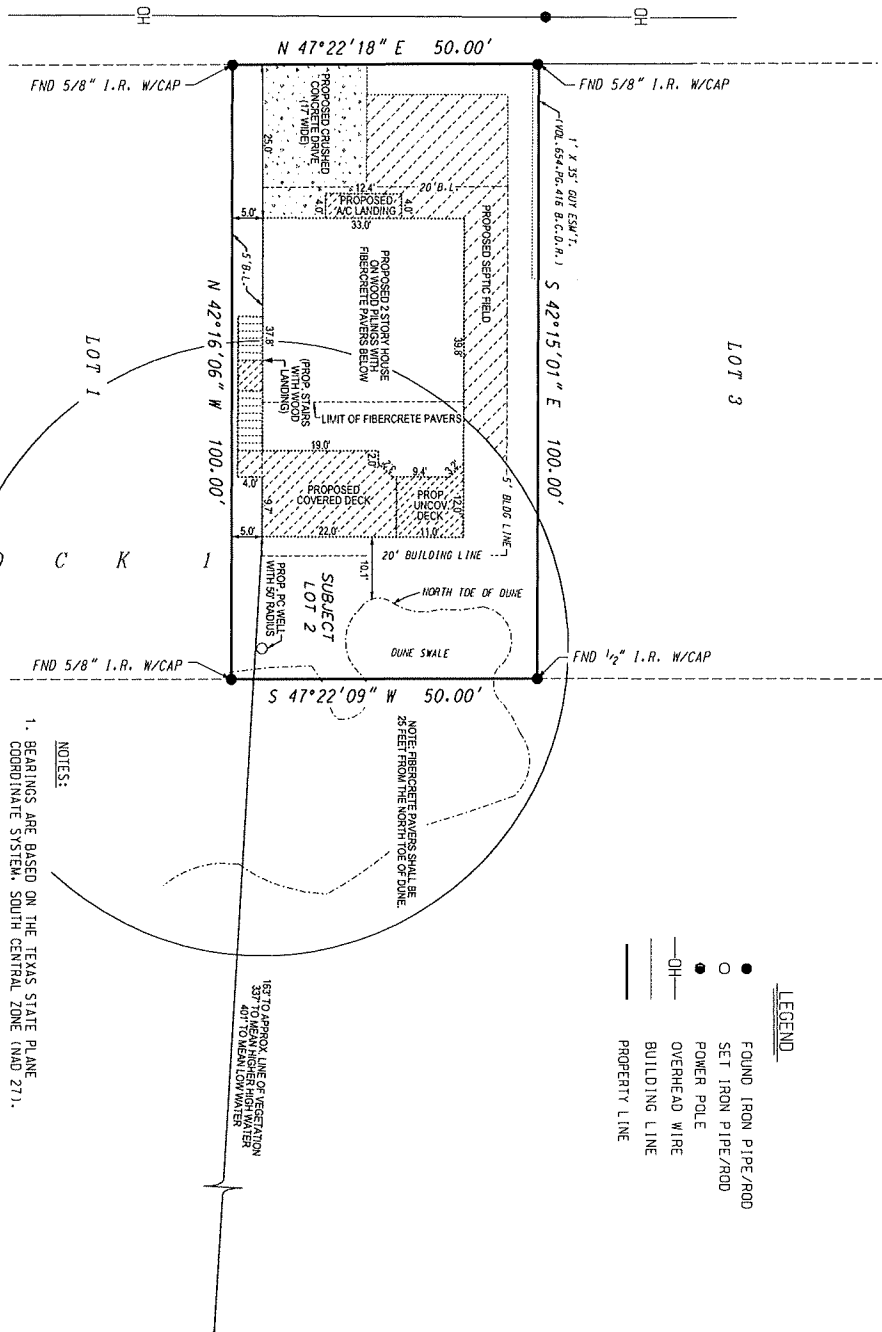 OH
OH
N 47°22'18" E 50.00'
FND 5/8" I.R. W/CAP
FND 5/8" I.R. W/CAP
1' X 35' GUY ESM'T.
(VOL.654,PG.416 B.C.D.R.)
PROPOSED CRUSHED
CONCRETE DRIVE
(17' WIDE)
25.0'
20'B.L.
12.4'
4.0'
PROPOSED
A/C LANDING
4.0'
33.0'
5.0'
5'B.L.
PROPOSED SEPTIC FIELD
PROPOSED 2 STORY HOUSE
ON WOOD PILINGS WITH
FIBERCRETE PAVERS BELOW
39.8'
37.8'
N 42°16'06" W 100.00'
S 42°15'01" E 100.00'
LOT 1
LOT 3
(PROP. STAIRS
WITH WOOD
LANDING)
LIMIT OF FIBERCRETE PAVERS
19.0'
2.0'
9.4'
3.2'
4.0'
9.7'
PROPOSED
COVERED DECK
PROP.
UNCOV.
DECK
12.0'
22.0'
11.0'
5.0'
5' BLDG LINE
20' BUILDING LINE
10.1'
NORTH TOE OF DUNE
DUNE SWALE
SUBJECT
LOT 2
PROP. PC WELL
WITH 50' RADIUS
C K 1
FND 5/8" I.R. W/CAP
FND 1/2" I.R. W/CAP
S 47°22'09" W 50.00'
NOTE: FIBERCRETE PAVERS SHALL BE
25 FEET FROM THE NORTH TOE OF DUNE.
163' TO APPROX. LINE OF VEGETATION
337' TO MEAN HIGHER HIGH WATER
401' TO MEAN LOW WATER
NOTES:
1. BEARINGS ARE BASED ON THE TEXAS STATE PLANE
COORDINATE SYSTEM, SOUTH CENTRAL ZONE (NAD 27).
LEGEND
FOUND IRON PIPE/ROD
SET IRON PIPE/ROD
POWER POLE
OH OVERHEAD WIRE
BUILDING LINE
PROPERTY LINE